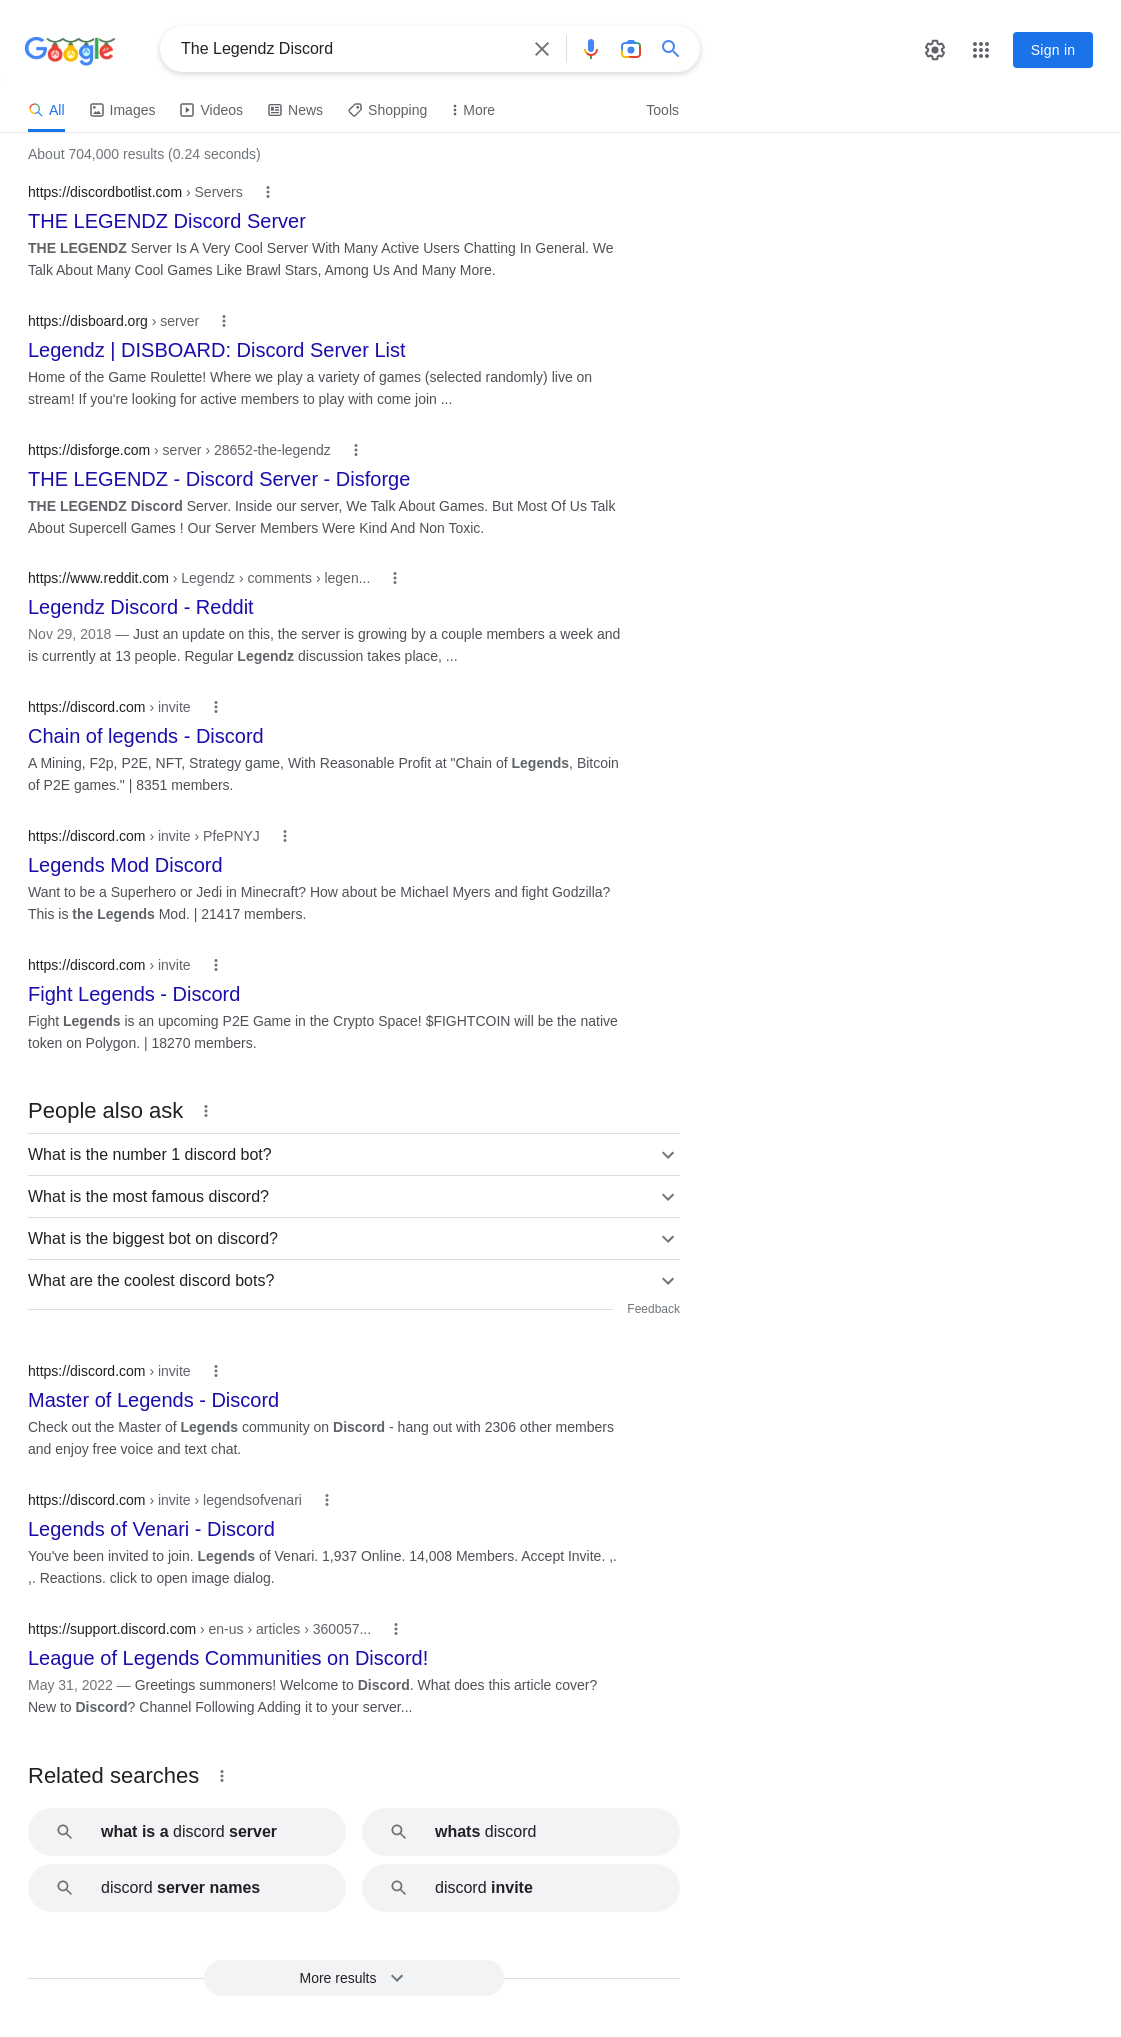 Google
The Legendz Discord
Sign in
All Images Videos News Shopping More Tools
About 704,000 results (0.24 seconds)
https://discordbotlist.com › Servers
THE LEGENDZ Discord Server
THE LEGENDZ Server Is A Very Cool Server With Many Active Users Chatting In General. We
Talk About Many Cool Games Like Brawl Stars, Among Us And Many More.
https://disboard.org › server
Legendz | DISBOARD: Discord Server List
Home of the Game Roulette! Where we play a variety of games (selected randomly) live on
stream! If you're looking for active members to play with come join ...
https://disforge.com › server › 28652-the-legendz
THE LEGENDZ - Discord Server - Disforge
THE LEGENDZ Discord Server. Inside our server, We Talk About Games. But Most Of Us Talk
About Supercell Games ! Our Server Members Were Kind And Non Toxic.
https://www.reddit.com › Legendz › comments › legen...
Legendz Discord - Reddit
Nov 29, 2018 — Just an update on this, the server is growing by a couple members a week and
is currently at 13 people. Regular Legendz discussion takes place, ...
https://discord.com › invite
Chain of legends - Discord
A Mining, F2p, P2E, NFT, Strategy game, With Reasonable Profit at "Chain of Legends, Bitcoin
of P2E games." | 8351 members.
https://discord.com › invite › PfePNYJ
Legends Mod Discord
Want to be a Superhero or Jedi in Minecraft? How about be Michael Myers and fight Godzilla?
This is the Legends Mod. | 21417 members.
https://discord.com › invite
Fight Legends - Discord
Fight Legends is an upcoming P2E Game in the Crypto Space! $FIGHTCOIN will be the native
token on Polygon. | 18270 members.
People also ask
What is the number 1 discord bot?
What is the most famous discord?
What is the biggest bot on discord?
What are the coolest discord bots?
Feedback
https://discord.com › invite
Master of Legends - Discord
Check out the Master of Legends community on Discord - hang out with 2306 other members
and enjoy free voice and text chat.
https://discord.com › invite › legendsofvenari
Legends of Venari - Discord
You've been invited to join. Legends of Venari. 1,937 Online. 14,008 Members. Accept Invite. ,.
,. Reactions. click to open image dialog.
https://support.discord.com › en-us › articles › 360057...
League of Legends Communities on Discord!
May 31, 2022 — Greetings summoners! Welcome to Discord. What does this article cover?
New to Discord? Channel Following Adding it to your server...
Related searches
what is a discord server
whats discord
discord server names
discord invite
More results